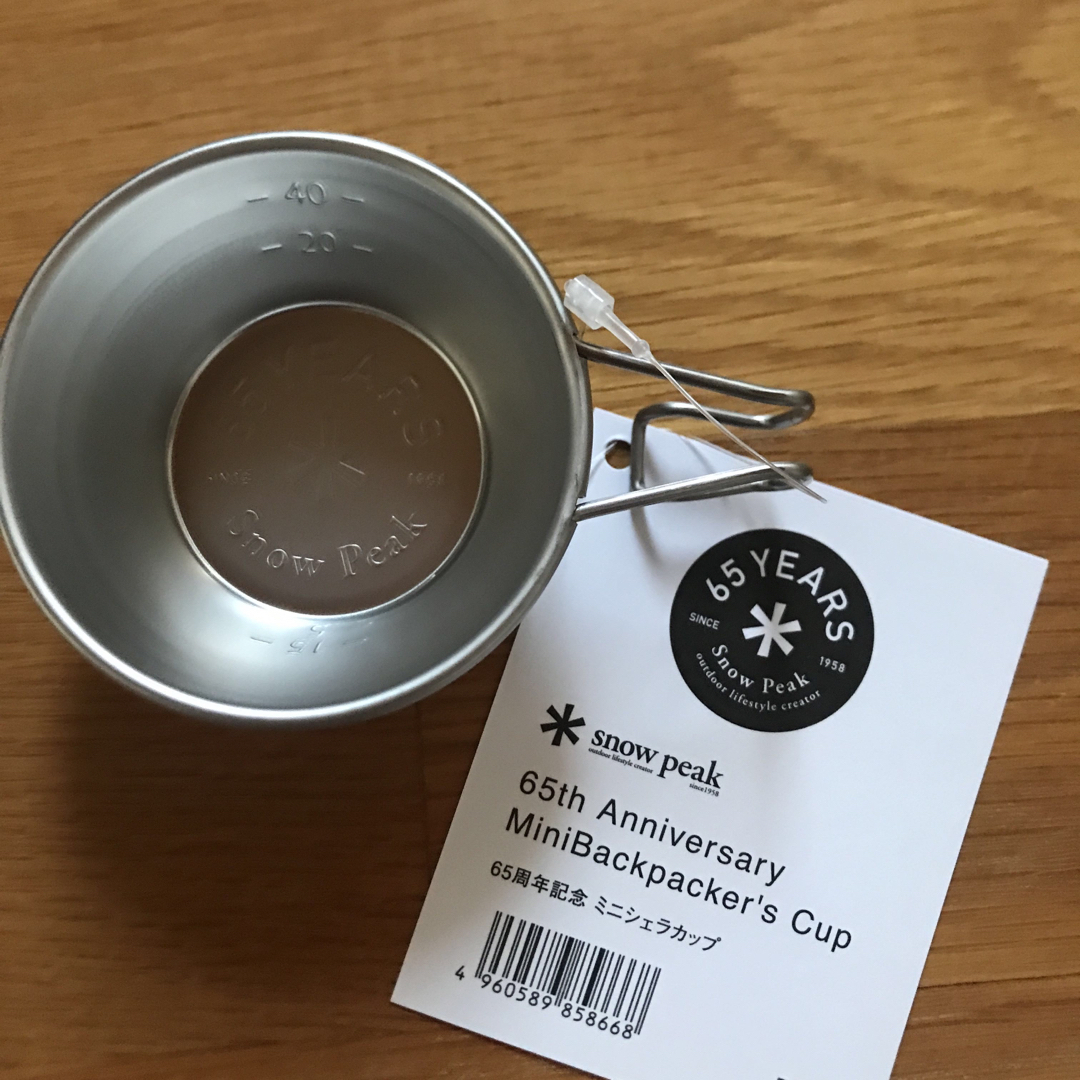 40
20
65 YEARS
SINCE 1958
Snow Peak
5
15
65 YEARS
SINCE 1958
Snow Peak
outdoor lifestyle creator
snow peak
outdoor lifestyle creator
since1958
65th Anniversary
MiniBackpacker's Cup
65周年記念 ミニシェラカップ
4 960589 858668